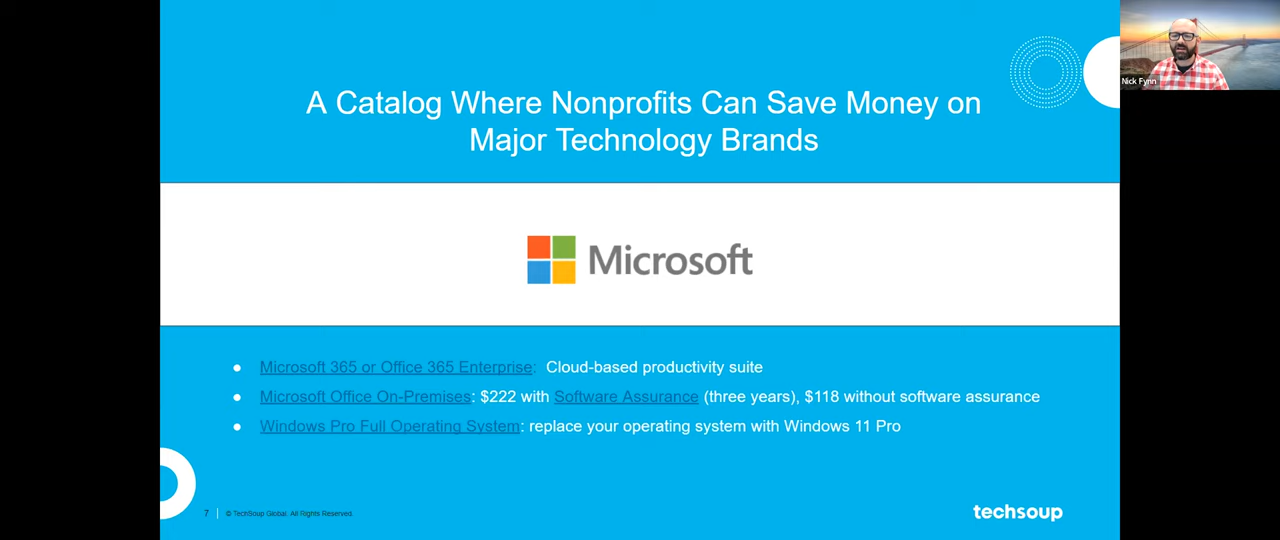 A Catalog Where Nonprofits Can Save Money on
Major Technology Brands
Nick Fynn
Microsoft
● Microsoft 365 or Office 365 Enterprise: Cloud-based productivity suite
● Microsoft Office On-Premises: $222 with Software Assurance (three years), $118 without software assurance
● Windows Pro Full Operating System: replace your operating system with Windows 11 Pro
7 | © TechSoup Global. All Rights Reserved.
techsoup